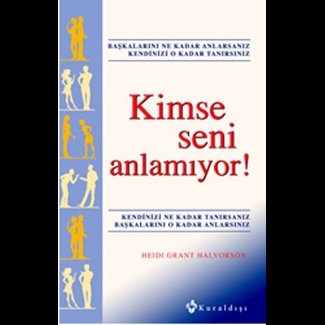 BAŞKALARINI NE KADAR ANLARSANIZ
KENDİNİZİ O KADAR TANIRSINIZ
Kimse
seni
anlamıyor!
KENDİNİZİ NE KADAR TANIRSANIZ
BAŞKALARINI O KADAR ANLARSINIZ
HEIDI GRANT HALVORSON
Kuraldışı